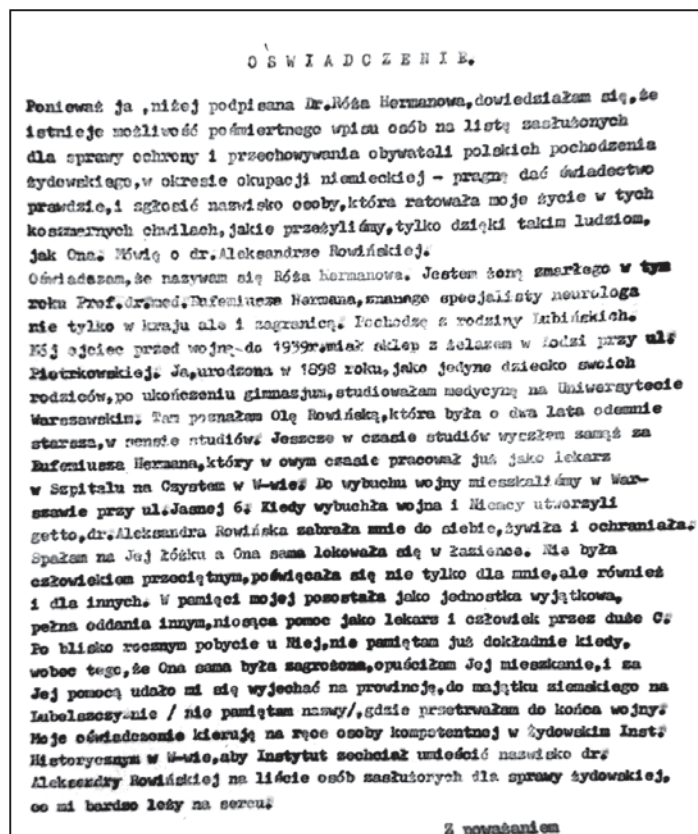 OŚWIADCZENIE.
Ponieważ ja ,niżej podpisana Dr.Róża Hermanowa,dowiedziałam się,że
istnieje możliwość pośmiertnego wpisu osób na listę zasłużonych
dla sprawy ochrony i przechowywania obywateli polskich pochodzenia
żydowskiego,w okresie okupacji niemieckiej - pragnę dać świadectwo
prawdzie,i zgłosić nazwisko osoby,która ratowała moje życie w tych
koszmarnych chwilach,jakie przeżyliśmy,tylko dzięki takim ludziom,
jak Ona. Mówię o dr.Aleksandrze Rowińskiej.
Oświadczam,że nazywam się Róża Hermanowa. Jestem żoną zmarłego w tym
roku Prof.dr.med.Eufeniusza Hermana,znanego specjalisty neurologa
nie tylko w kraju ale i zagranicą. Pochodzę z rodziny Lubińskich.
Mój ojciec przed wojną-do 1939r.miał sklep z żelazem w Łodzi przy ul.
Piotrkowskiej. Ja,urodzona w 1898 roku,jako jedyne dziecko swoich
rodziców,po ukończeniu gimnasjum,studiowałam medycynę na Uniwersytecie
Warszawskim. Tam poznałam Olę Rowińską,która była o dwa lata odemnie
starsza,w sensie studiów. Jeszcze w czasie studiów wyszłam zamąż za
Eufeniusza Hermana,który w owym czasie pracował już jako lekarz
w Szpitalu na Czystem w W-wie. Do wybuchu wojny mieszkaliśmy w War-
szawie przy ul.Jasnej 6. Kiedy wybuchła wojna i Niemcy utworzyli
getto,dr.Aleksandra Rowińska zabrała mnie do siebie,żywiła i ochraniała.
Spałam na Jej łóżku a Ona sama lokowała się w łazience. Nie była
człowiekiem przeciętnym,poświęcała się nie tylko dla mnie,ale również
i dla innych. W pamięci mojej pozostała jako jednostka wyjątkowa,
pełna oddania innym,niosąca pomoc jako lekarz i człowiek przez duże C.
Po blisko rocznym pobycie u Niej,nie pamiętam już dokładnie kiedy,
wobec tego,że Ona sama była zagrożona,opuściłam Jej mieszkanie,i za
Jej pomocą udało mi się wyjechać na prowincję,do majątku ziemskiego na
Lubelszczyźnie / nie pamiętam nazwy/,gdzie przetrwałam do końca wojny.
Moje oświadczenie kieruję na ręce osoby kompetentnej w Żydowskim Inst.
Historycznym w W-wie,aby Instytut zechciał umieścić nazwisko dr.
Aleksandry Rowińskiej na liście osób zasłużonych dla sprawy żydowskiej,
co mi bardzo leży na sercu.
Z poważaniem